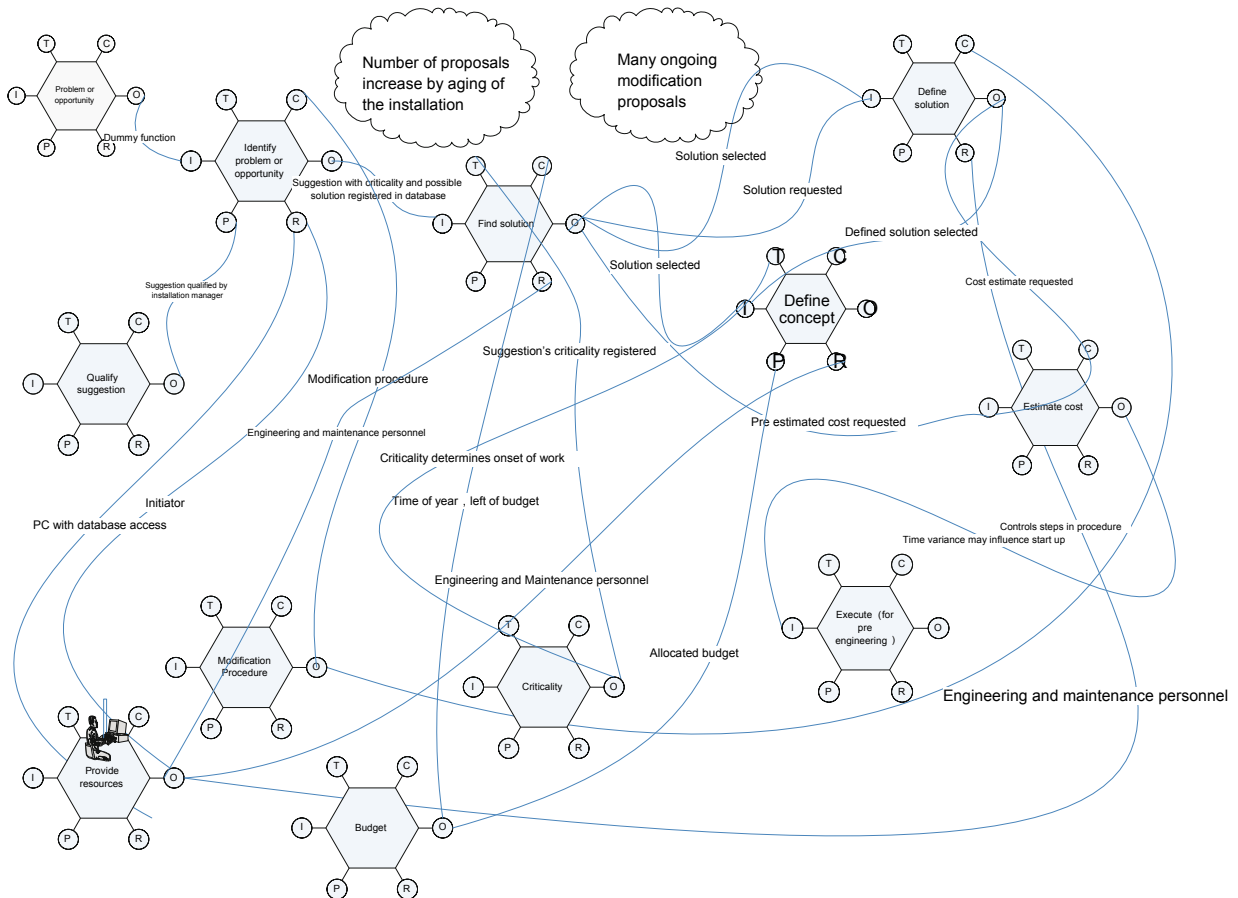 T
C
I
Problem or
opportunity
O
P
R
Dummy function
T
C
I
Identify
problem or
opportunity
O
P
R
Number of proposals
increase by aging of
the installation
Many ongoing
modification
proposals
T
C
I
Define
solution
O
P
R
Suggestion with criticality and possible
solution registered in database
T
C
I
Find solution
O
P
R
Solution selected
Solution requested
Defined solution selected
Solution selected
Cost estimate requested
Suggestion qualified by
installation manager
T
C
I
Define
concept
O
P
R
T
C
I
Qualify
suggestion
O
P
R
Suggestion's criticality registered
Modification procedure
T
C
I
Estimate cost
O
P
R
Pre estimated cost requested
Engineering and maintenance personnel
Criticality determines onset of work
Initiator
Time of year , left of budget
PC with database access
Controls steps in procedure
Time variance may influence start up
Engineering and Maintenance personnel
T
C
I
Execute (for
pre
engineering )
O
P
R
T
C
I
Modification
Procedure
O
P
R
T
C
I
Criticality
O
P
R
Allocated budget
Engineering and maintenance personnel
T
C
I
Provide
resources
O
P
R
T
C
I
Budget
O
P
R